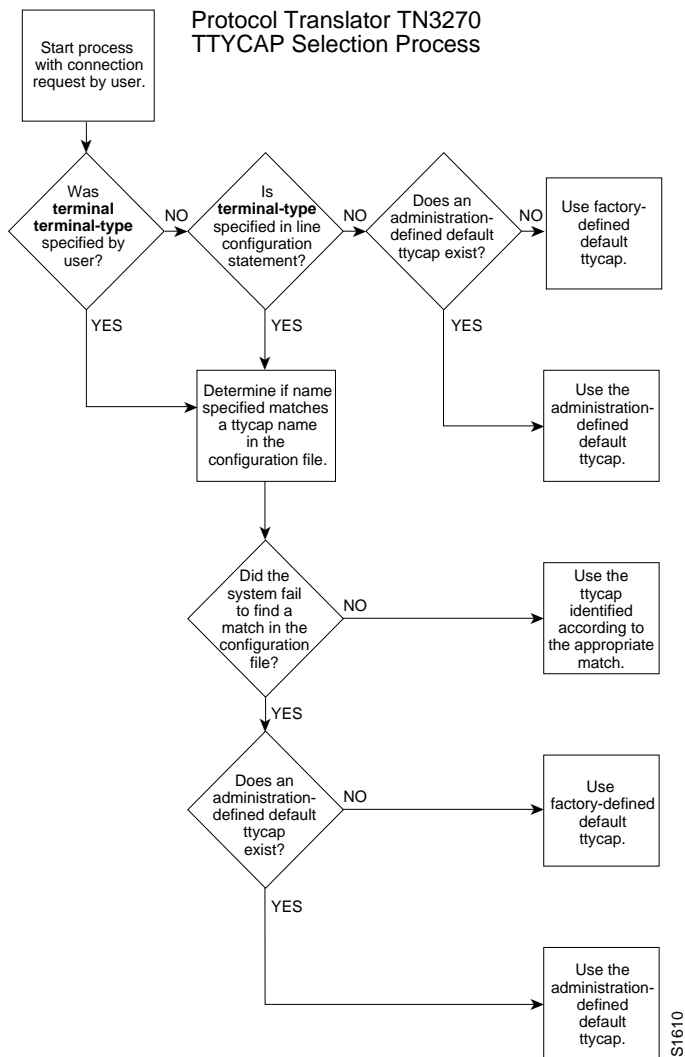 Protocol Translator TN3270
TTYCAP Selection Process
Start process
with connection
request by user.
Was
terminal
terminal-type
specified by
user?
NO
Is
terminal-type
specified in line
configuration
statement?
NO
Does an
administration-
defined default
ttycap exist?
NO
Use factory-
defined
default
ttycap.
YES
YES
YES
Determine if name
specified matches
a ttycap name
in the
configuration file.
Use the
administration-
defined
default
ttycap.
Did the
system fail
to find a
match in the
configuration
file?
NO
Use the
ttycap
identified
according to
the appropriate
match.
YES
Does an
administration-
defined default
ttycap
exist?
NO
Use
factory-defined
default
ttycap.
YES
Use the
administration-
defined
default
ttycap.
S1610